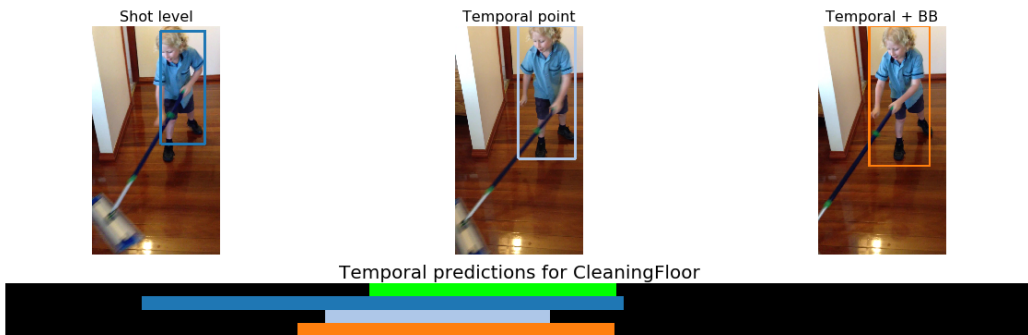 Shot level
Temporal point
Temporal + BB
Temporal predictions for CleaningFloor